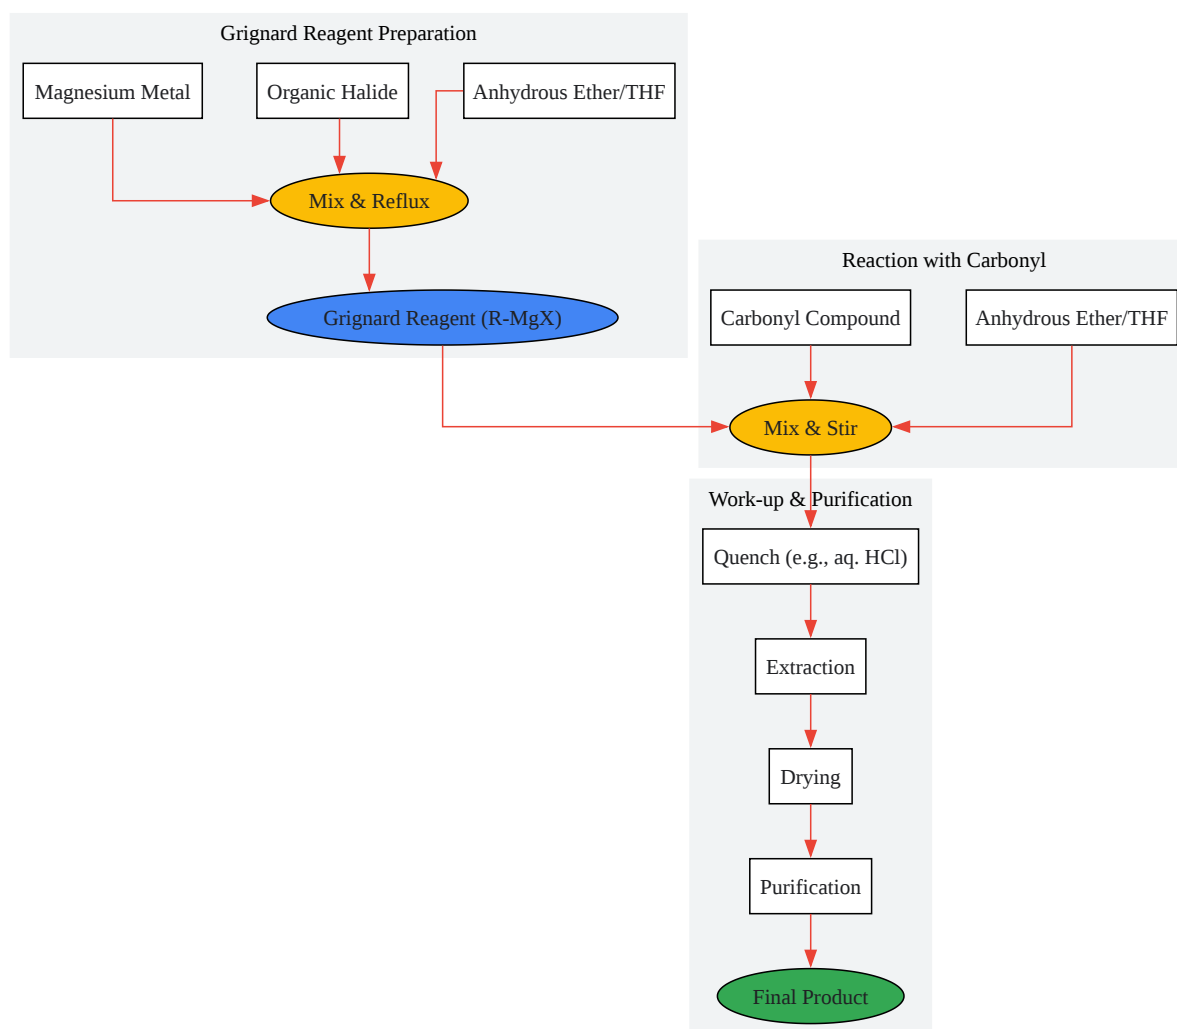 Grignard Reagent Preparation
Magnesium Metal
Organic Halide
Anhydrous Ether/THF
Mix & Reflux
Grignard Reagent (R-MgX)
Reaction with Carbonyl
Carbonyl Compound
Anhydrous Ether/THF
Mix & Stir
Work-up & Purification
Quench (e.g., aq. HCl)
Extraction
Drying
Purification
Final Product